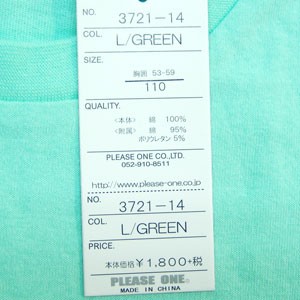 NO. 3721-14
COL. L/GREEN
SIZE.
胸囲 53-59
110
QUALITY.
〈本体〉 綿 100%
〈附属〉 綿 95%
ポリウレタン 5%
PLEASE ONE CO.,LTD.
052-910-6511
http://www.please-one.co.jp
NO. 3721-14
COL. L/GREEN
PRICE.
本体価格 ¥1,800+税
PLEASE ONE.
MADE IN CHINA